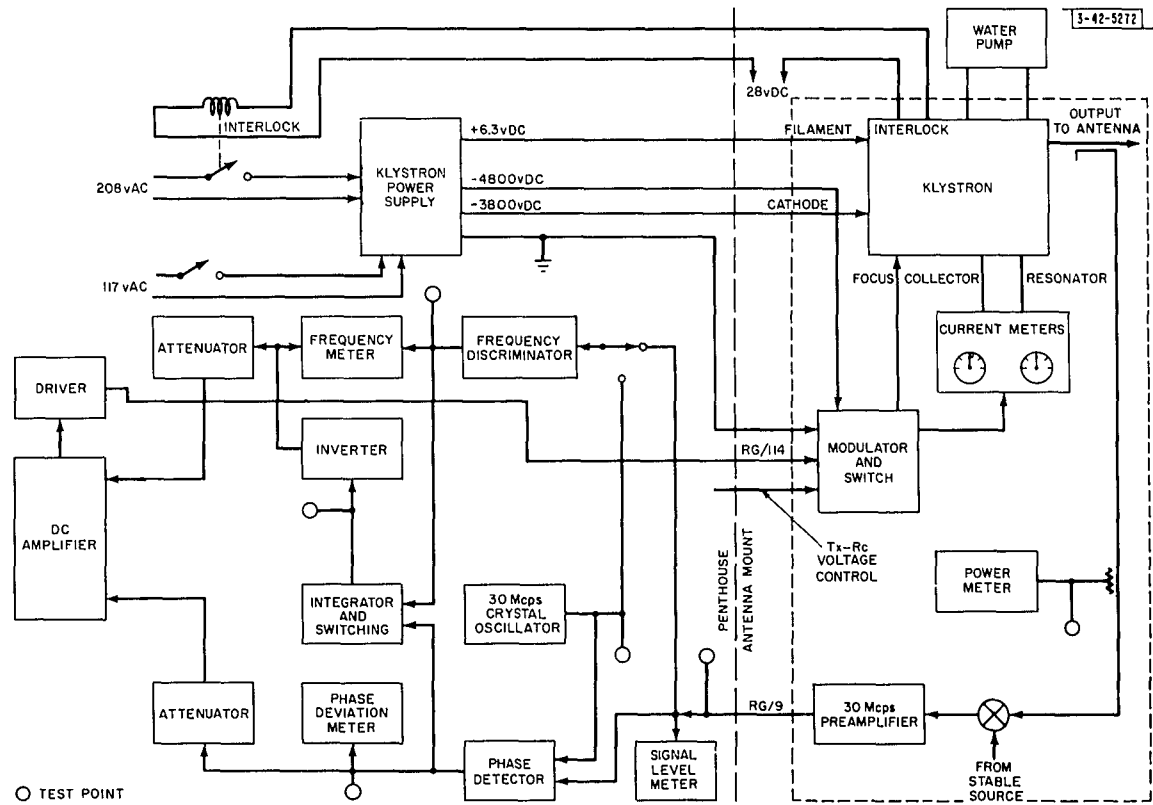 3-42-5272
WATER
PUMP
28vDC
INTERLOCK
OUTPUT
TO ANTENNA
+6.3vDC
FILAMENT
INTERLOCK
KLYSTRON
POWER
SUPPLY
KLYSTRON
208vAC
-4800vDC
-3800vDC
CATHODE
117vAC
FOCUS
COLLECTOR
RESONATOR
CURRENT METERS
ATTENUATOR
FREQUENCY
METER
FREQUENCY
DISCRIMINATOR
DRIVER
INVERTER
RG/114
MODULATOR
AND
SWITCH
DC
AMPLIFIER
Tx-Rc
VOLTAGE
CONTROL
PENTHOUSE
ANTENNA MOUNT
POWER
METER
INTEGRATOR
AND
SWITCHING
30 Mcps
CRYSTAL
OSCILLATOR
ATTENUATOR
PHASE
DEVIATION
METER
RG/9
30 Mcps
PREAMPLIFIER
PHASE
DETECTOR
SIGNAL
LEVEL
METER
FROM
STABLE
SOURCE
TEST POINT